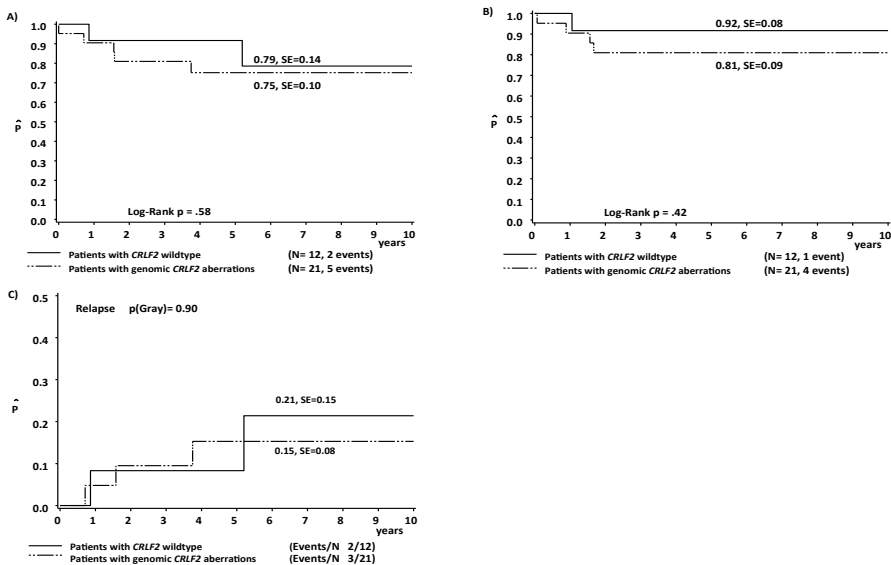 A)
1.0
0.9
0.8
0.7
0.6
0.5
0.4
0.3
0.2
0.1
0.0
P̂
0.79, SE=0.14
0.75, SE=0.10
Log-Rank p = .58
0 1 2 3 4 5 6 7 8 9 10
years
Patients with CRLF2 wildtype (N= 12, 2 events)
Patients with genomic CRLF2 aberrations (N= 21, 5 events)
B)
1.0
0.9
0.8
0.7
0.6
0.5
0.4
0.3
0.2
0.1
0.0
P̂
0.92, SE=0.08
0.81, SE=0.09
Log-Rank p = .42
0 1 2 3 4 5 6 7 8 9 10
years
Patients with CRLF2 wildtype (N= 12, 1 event)
Patients with genomic CRLF2 aberrations (N= 21, 4 events)
C)
0.5
0.4
0.3
0.2
0.1
0.0
P̂
Relapse p(Gray)= 0.90
0.21, SE=0.15
0.15, SE=0.08
0 1 2 3 4 5 6 7 8 9 10
years
Patients with CRLF2 wildtype (Events/N 2/12)
Patients with genomic CRLF2 aberrations (Events/N 3/21)